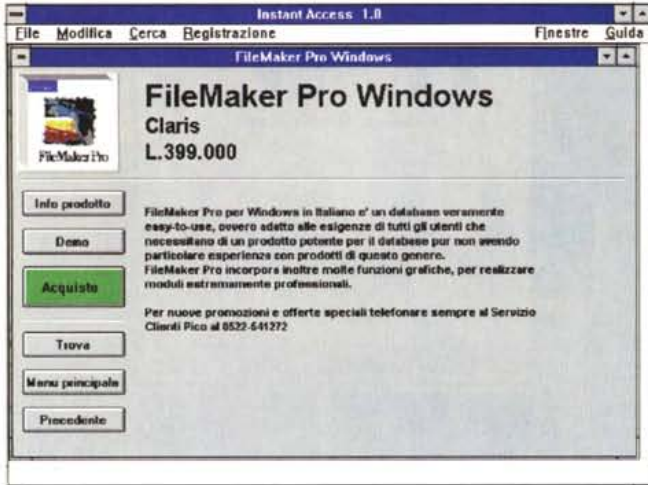 Instant Access 1.0
File Modifica Cerca Registrazione Finestre Guida
FileMaker Pro Windows
FileMaker Pro
FileMaker Pro Windows
Claris
L.399.000
Info prodotto
Demo
Acquisto
Trova
Menu principale
Precedente
FileMaker Pro per Windows in Italiano e' un database veramente
easy-to-use, ovvero adatto alle esigenze di tutti gli utenti che
necessitano di un prodotto potente per il database pur non avendo
particolare esperienza con prodotti di questo genere.
FileMaker Pro incorpora inoltre molte funzioni grafiche, per realizzare
moduli estremamente professionali.
Per nuove promozioni e offerte speciali telefonare sempre al Servizio
Clienti Pico al 0522-541272